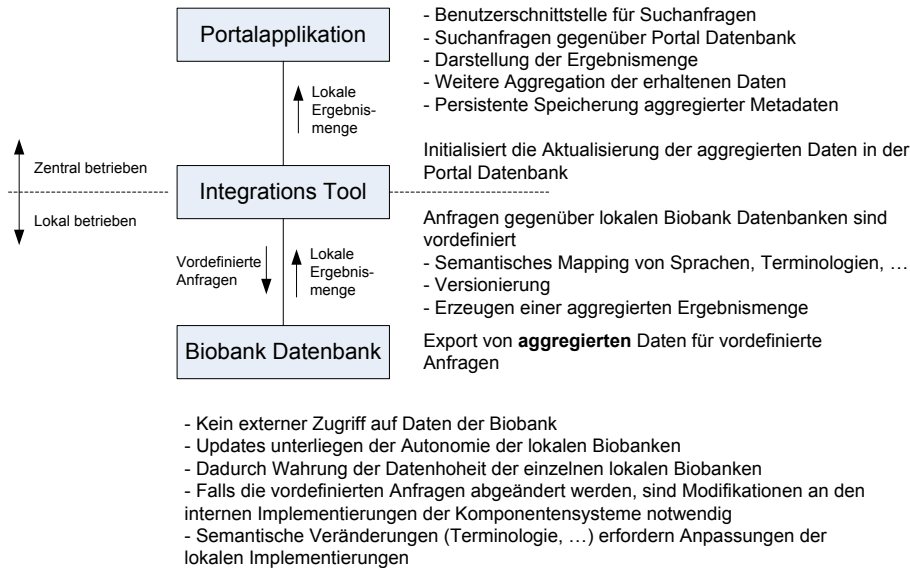 Portalapplikation
- Benutzerschnittstelle für Suchanfragen
- Suchanfragen gegenüber Portal Datenbank
- Darstellung der Ergebnismenge
- Weitere Aggregation der erhaltenen Daten
- Persistente Speicherung aggregierter Metadaten
Lokale
Ergebnis-
menge
Zentral betrieben
Lokal betrieben
Integrations Tool
Initialisiert die Aktualisierung der aggregierten Daten in der
Portal Datenbank
Anfragen gegenüber lokalen Biobank Datenbanken sind
vordefiniert
- Semantisches Mapping von Sprachen, Terminologien, …
- Versionierung
- Erzeugen einer aggregierten Ergebnismenge
Vordefinierte
Anfragen
Lokale
Ergebnis-
menge
Biobank Datenbank
Export von aggregierten Daten für vordefinierte
Anfragen
- Kein externer Zugriff auf Daten der Biobank
- Updates unterliegen der Autonomie der lokalen Biobanken
- Dadurch Wahrung der Datenhoheit der einzelnen lokalen Biobanken
- Falls die vordefinierten Anfragen abgeändert werden, sind Modifikationen an den
internen Implementierungen der Komponentensysteme notwendig
- Semantische Veränderungen (Terminologie, …) erfordern Anpassungen der
lokalen Implementierungen